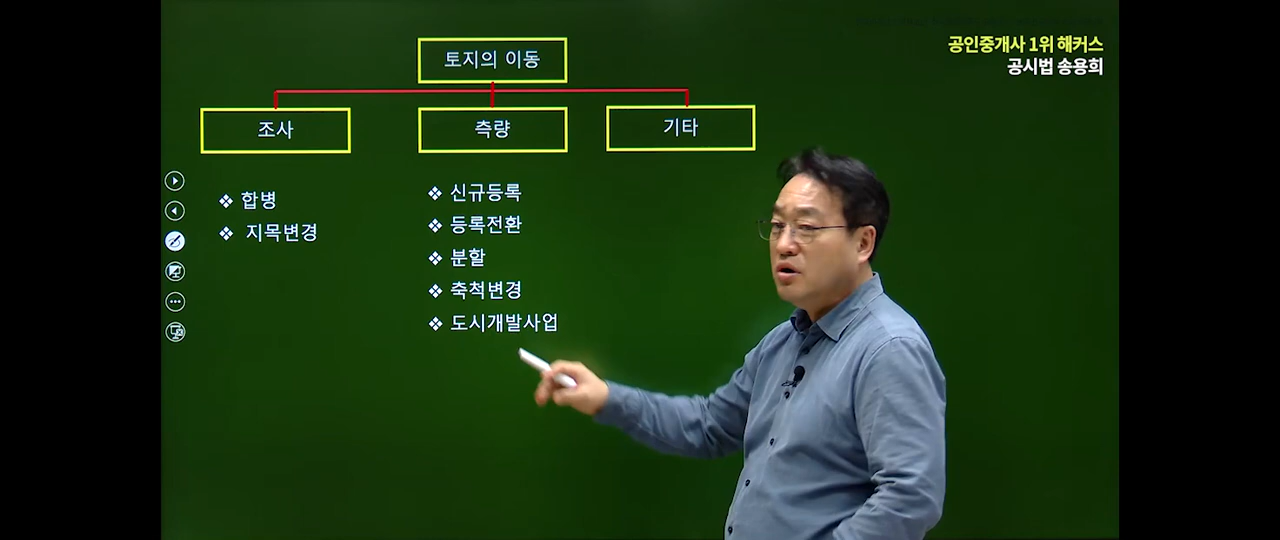 공인중개사 1위 해커스
공시법 송용희
토지의 이동
조사
측량
기타
❖ 합병
❖ 지목변경
❖ 신규등록
❖ 등록전환
❖ 분할
❖ 축척변경
❖ 도시개발사업